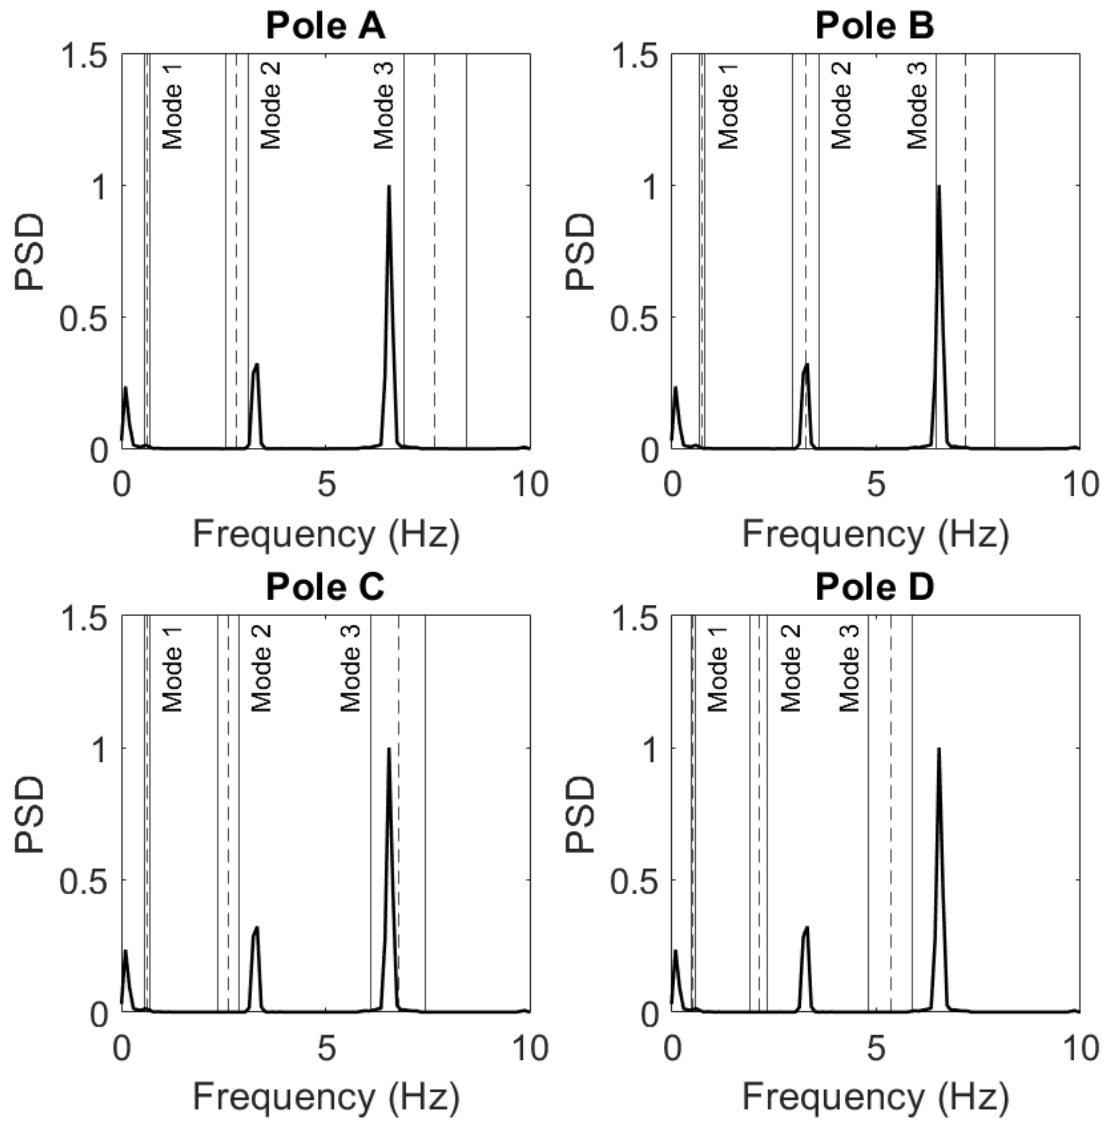 Pole A
1.5
1
0.5
0
PSD
Mode 1
Mode 2
Mode 3
0 5 10
Frequency (Hz)
Pole B
1.5
1
0.5
0
PSD
Mode 1
Mode 2
Mode 3
0 5 10
Frequency (Hz)
Pole C
1.5
1
0.5
0
PSD
Mode 1
Mode 2
Mode 3
0 5 10
Frequency (Hz)
Pole D
1.5
1
0.5
0
PSD
Mode 1
Mode 2
Mode 3
0 5 10
Frequency (Hz)